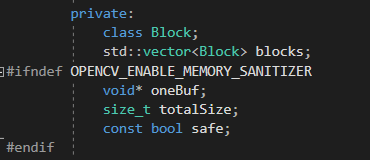 private:
class Block;
std::vector<Block> blocks;
#ifndef OPENCV_ENABLE_MEMORY_SANITIZER
void* oneBuf;
size_t totalSize;
const bool safe;
#endif